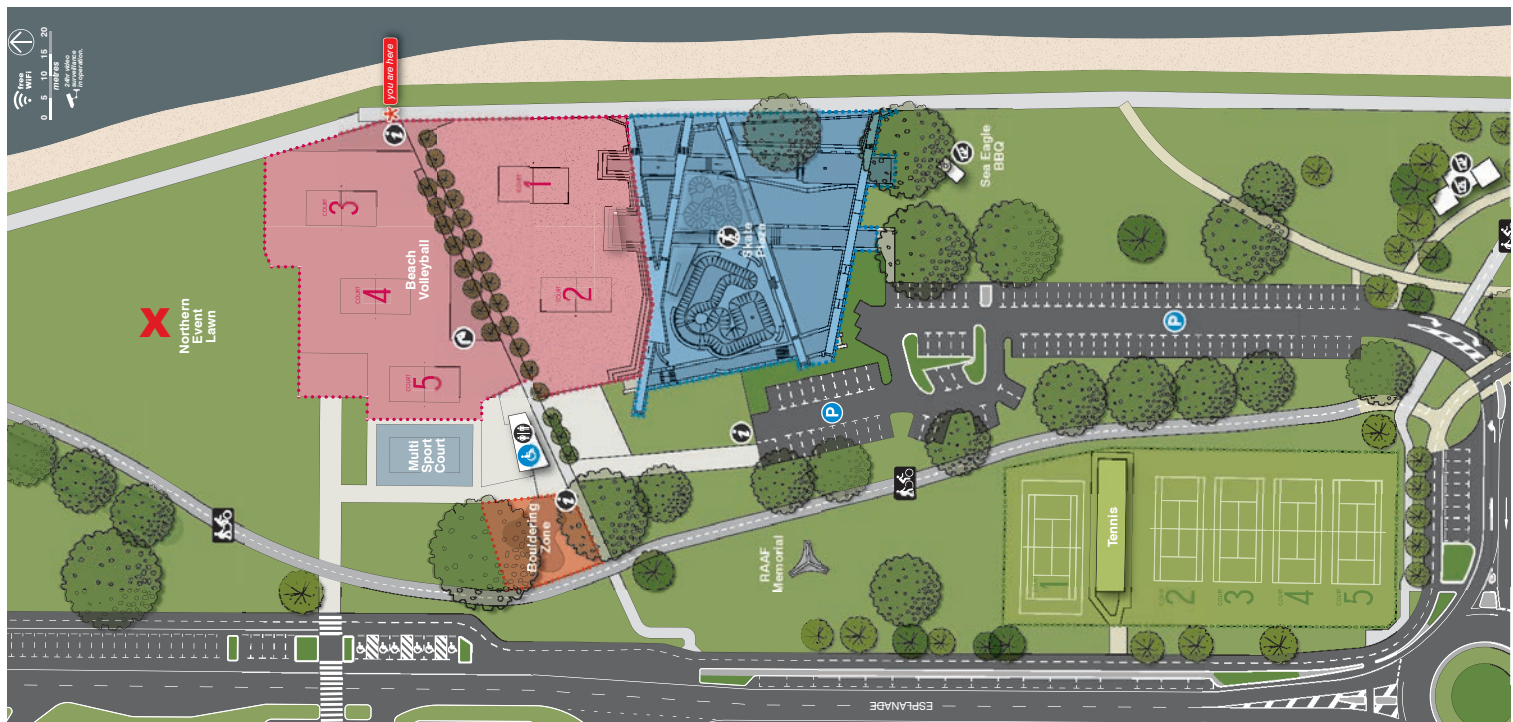 free
WIFI
0 5 10 15 20
metres
24hr video
surveillance
in operation.
you are here
X
Northern
Event
Lawn
COURT
3
COURT
4
COURT
5
Beach
Volleyball
COURT
1
COURT
2
Skate
Plaza
Sea Eagle
BBQ
P
P
i
i
i
Multi
Sport
Court
Bouldering
Zone
RAAF
Memorial
Tennis
1
COURT
2
COURT
3
COURT
4
COURT
5
ESPLANADE